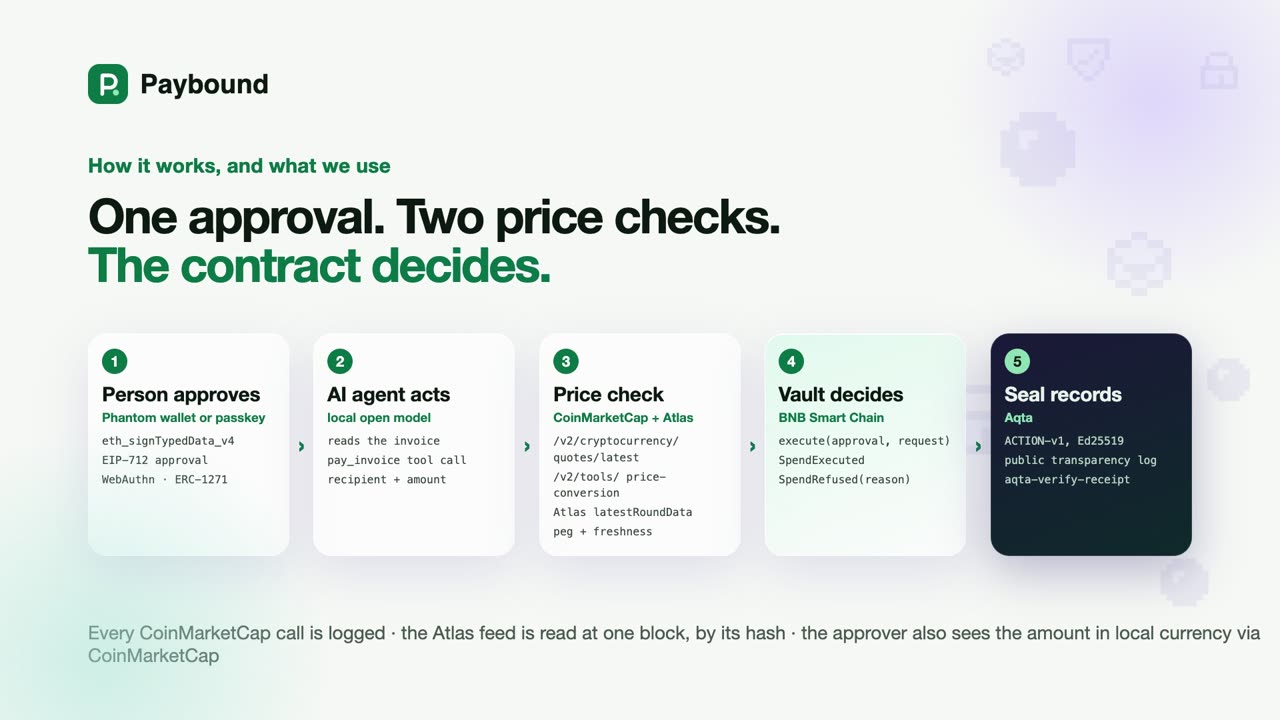 Paybound
How it works, and what we use
One approval. Two price checks.
The contract decides.
1
Person approves
Phantom wallet or passkey
eth_signTypedData_v4
EIP-712 approval
WebAuthn · ERC-1271
›
2
AI agent acts
local open model
reads the invoice
pay_invoice tool call
recipient + amount
›
3
Price check
CoinMarketCap + Atlas
/v2/cryptocurrency/
quotes/latest
/v2/tools/ price-
conversion
Atlas latestRoundData
peg + freshness
›
4
Vault decides
BNB Smart Chain
execute(approval, request)
SpendExecuted
SpendRefused(reason)
›
5
Seal records
Aqta
ACTION-v1, Ed25519
public transparency log
aqta-verify-receipt
Every CoinMarketCap call is logged · the Atlas feed is read at one block, by its hash · the approver also sees the amount in local currency via
CoinMarketCap